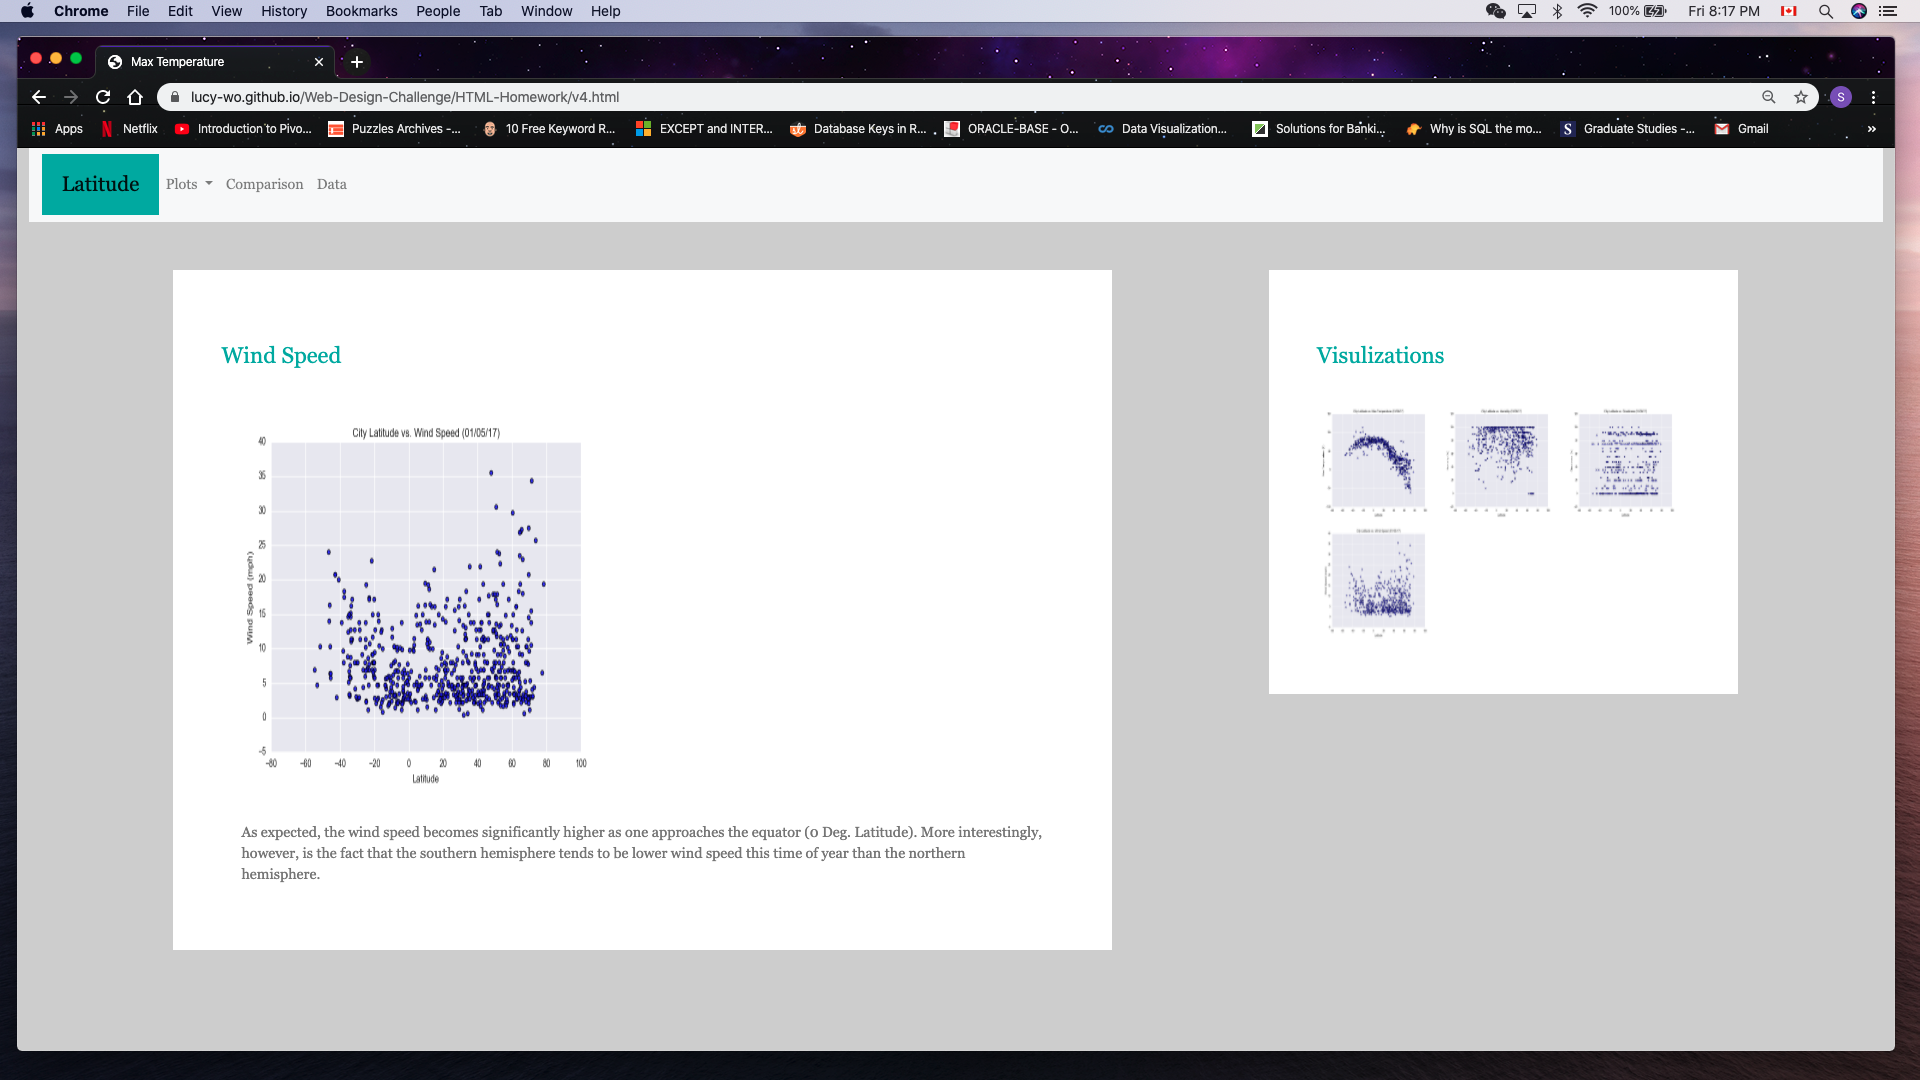 Chrome File Edit View History Bookmarks People Tab Window Help 100% Fri 8:17 PM
Max Temperature
lucy-wo.github.io/Web-Design-Challenge/HTML-Homework/v4.html S
Apps Netflix Introduction to Pivo... Puzzles Archives -... 10 Free Keyword R... EXCEPT and INTER... Database Keys in R... ORACLE-BASE - O... Data Visualization... Solutions for Banki... Why is SQL the mo... S Graduate Studies -... Gmail »
Latitude Plots Comparison Data
Wind Speed
City Latitude vs. Wind Speed (01/05/17)
40
35
30
25
20
15
10
5
0
-5
Wind Speed (mph)
-80 -60 -40 -20 0 20 40 60 80 100
Latitude
As expected, the wind speed becomes significantly higher as one approaches the equator (0 Deg. Latitude). More interestingly,
however, is the fact that the southern hemisphere tends to be lower wind speed this time of year than the northern
hemisphere.
Visulizations